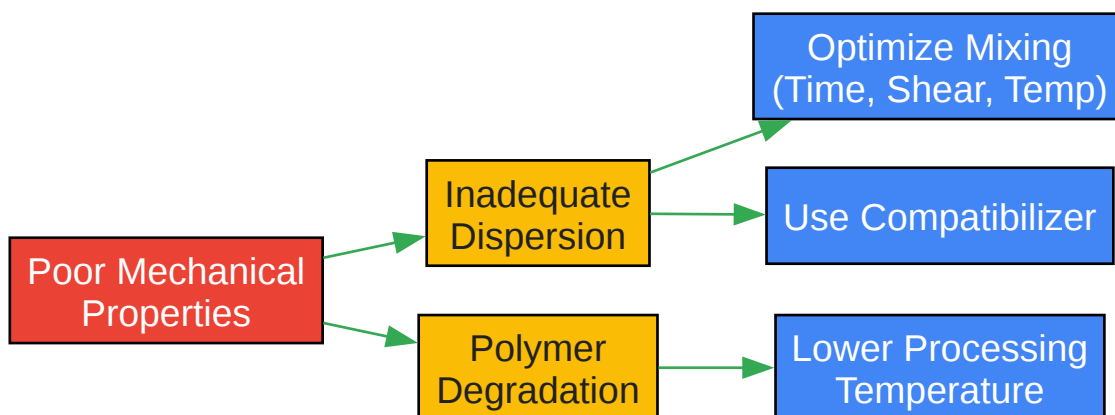 Optimize Mixing
(Time, Shear, Temp)
Inadequate
Dispersion
Use Compatibilizer
Poor Mechanical
Properties
Polymer
Degradation
Lower Processing
Temperature